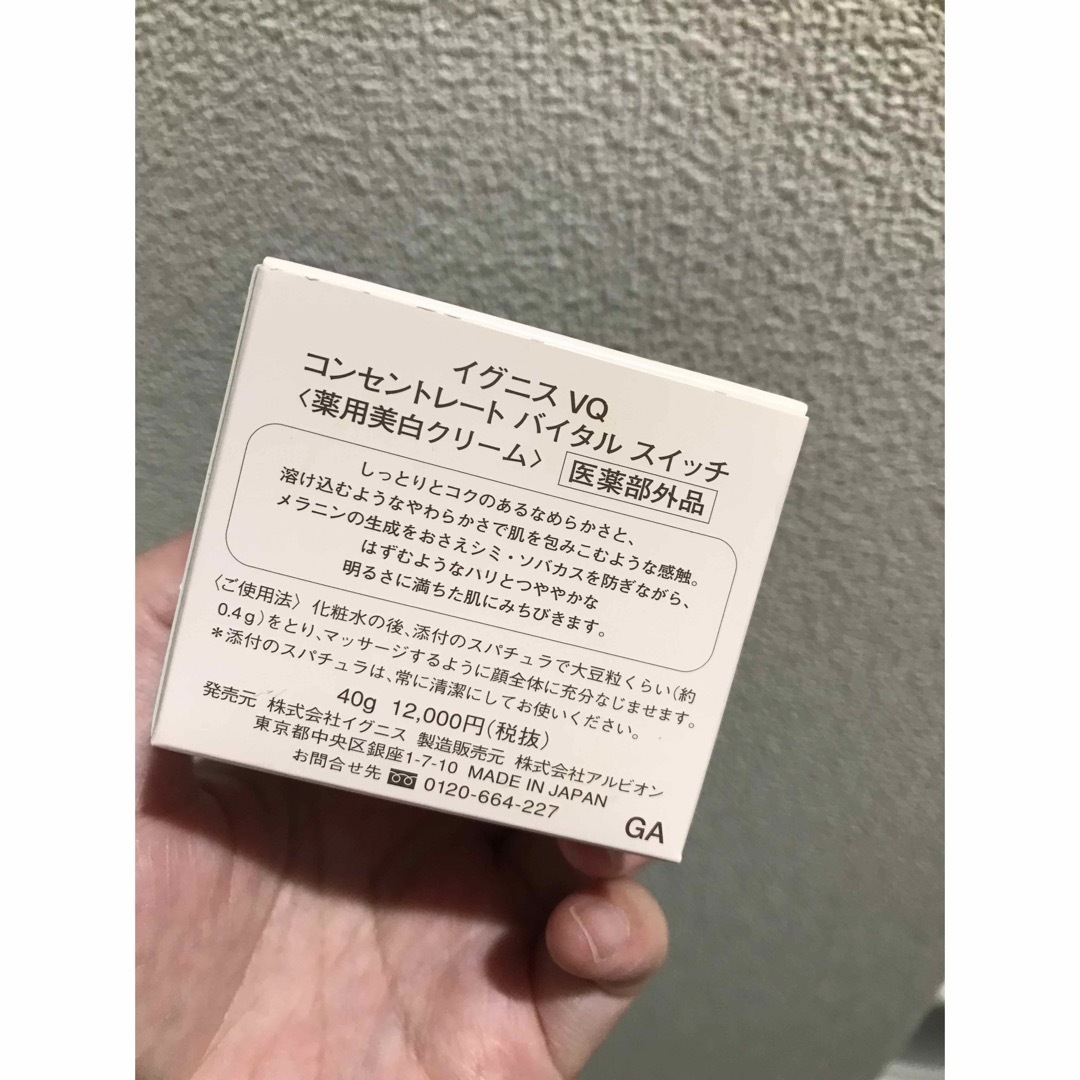 イグニス VQ
コンセントレート バイタル スイッチ
〈薬用美白クリーム〉 医薬部外品
しっとりとコクのあるなめらかさと、
溶け込むようなやわらかさで肌を包みこむような感触。
メラニンの生成をおさえシミ・ソバカスを防ぎながら、
はずむようなハリとつややかな
明るさに満ちた肌にみちびきます。
〈ご使用法〉 化粧水の後、添付のスパチュラで大豆粒くらい(約
0.4g)をとり、マッサージするように顔全体に充分なじませます。
＊添付のスパチュラは、常に清潔にしてお使いください。
40g 12,000円(税抜)
発売元 株式会社イグニス 製造販売元 株式会社アルビオン
東京都中央区銀座1-7-10 MADE IN JAPAN
お問合せ先 0120-664-227
GA